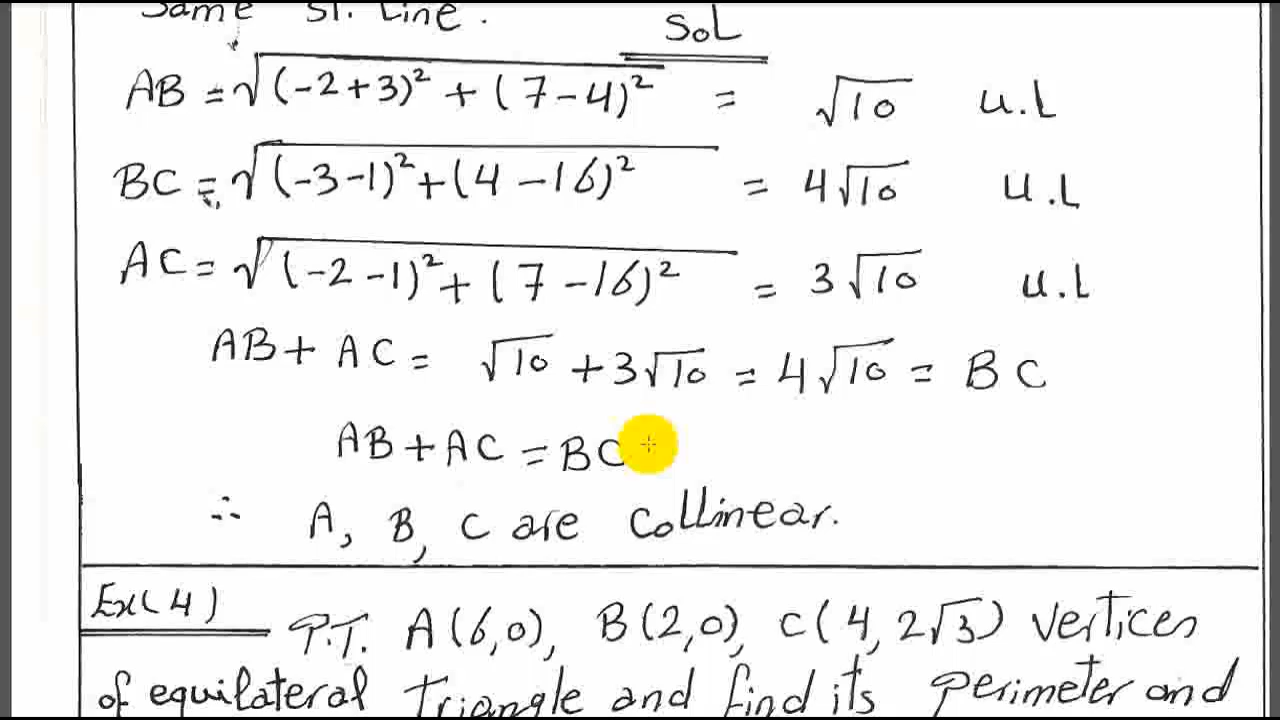 Same St. Line.
SoL
AB = √(-2+3)² + (7-4)² = √10 u.L
BC = √(-3-1)² + (4-16)² = 4√10 u.L
AC = √(-2-1)² + (7-16)² = 3√10 u.L
AB + AC = √10 + 3√10 = 4√10 = BC
AB + AC = BC
∴ A, B, C are collinear.
Ex(4) P.T. A(6,0), B(2,0), C(4,2√3) vertices
of equilateral triangle and find its perimeter and